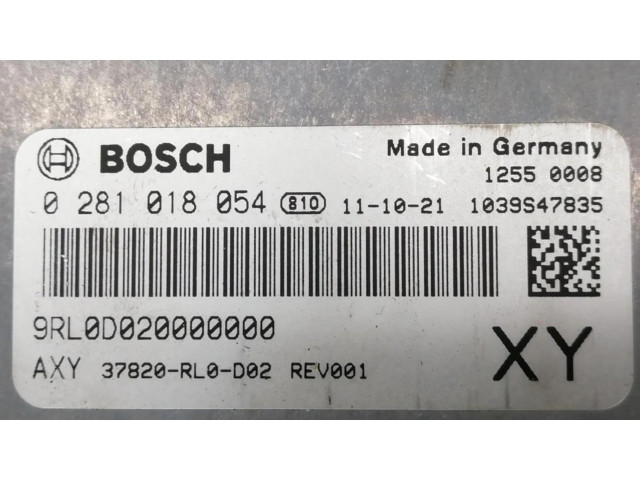 BOSCH Made in Germany
1255 0008
0 281 018 054 810 11-10-21 1039S47835
9RL0D020000000
AXY 37820-RL0-D02 REV001 XY